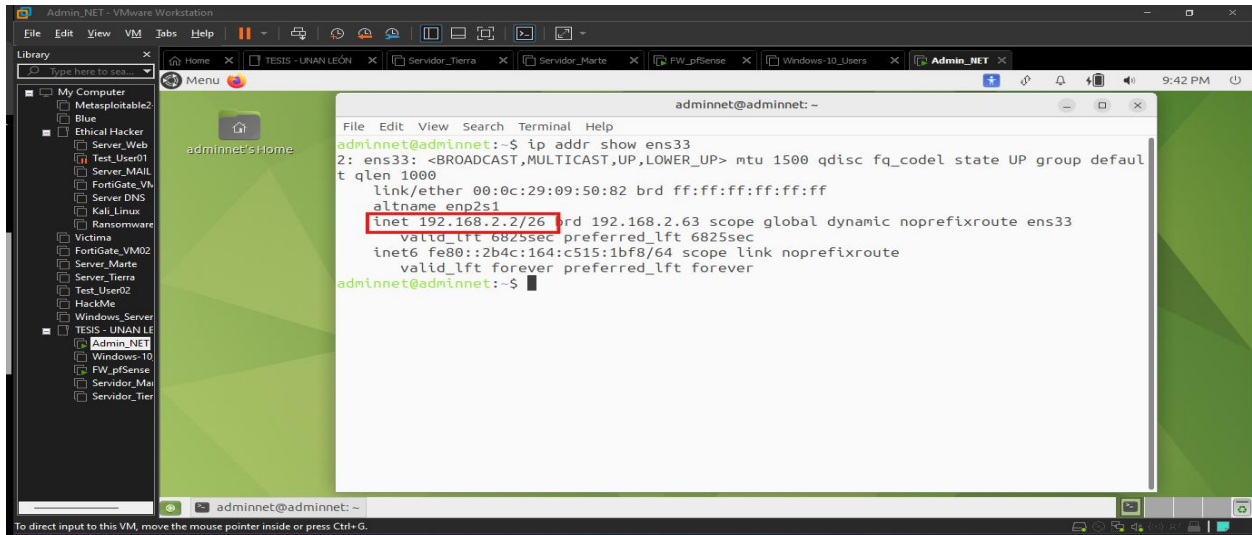 Admin_NET - VMware Workstation
File Edit View VM Tabs Help
Library
Type here to sea...
Home TESIS - UNAN LEÓN Servidor_Tierra Servidor_Marte FW_pfSense Windows-10_Users Admin_NET
My Computer
Metasploitable2-
Blue
Ethical Hacker
Server_Web
Test_User01
Server_MAIL
FortiGate_VM
Server DNS
Kali_Linux
Ransomware
Victima
FortiGate_VM02
Server_Marte
Server_Tierra
Test_User02
HackMe
Windows_Server
TESIS - UNAN LE
Admin_NET
Windows-10
FW_pfSense
Servidor_Mar
Servidor_Tier
Menu
9:42 PM
adminnet's Home
adminnet@adminnet: ~
File Edit View Search Terminal Help
adminnet@adminnet:~$ ip addr show ens33
2: ens33: <BROADCAST,MULTICAST,UP,LOWER_UP> mtu 1500 qdisc fq_codel state UP group defaul
t qlen 1000
link/ether 00:0c:29:09:50:82 brd ff:ff:ff:ff:ff:ff
altname enp2s1
inet 192.168.2.2/26 brd 192.168.2.63 scope global dynamic noprefixroute ens33
valid_lft 6825sec preferred_lft 6825sec
inet6 fe80::2b4c:164:c515:1bf8/64 scope link noprefixroute
valid_lft forever preferred_lft forever
adminnet@adminnet:~$
adminnet@adminnet: ~
To direct input to this VM, move the mouse pointer inside or press Ctrl+G.